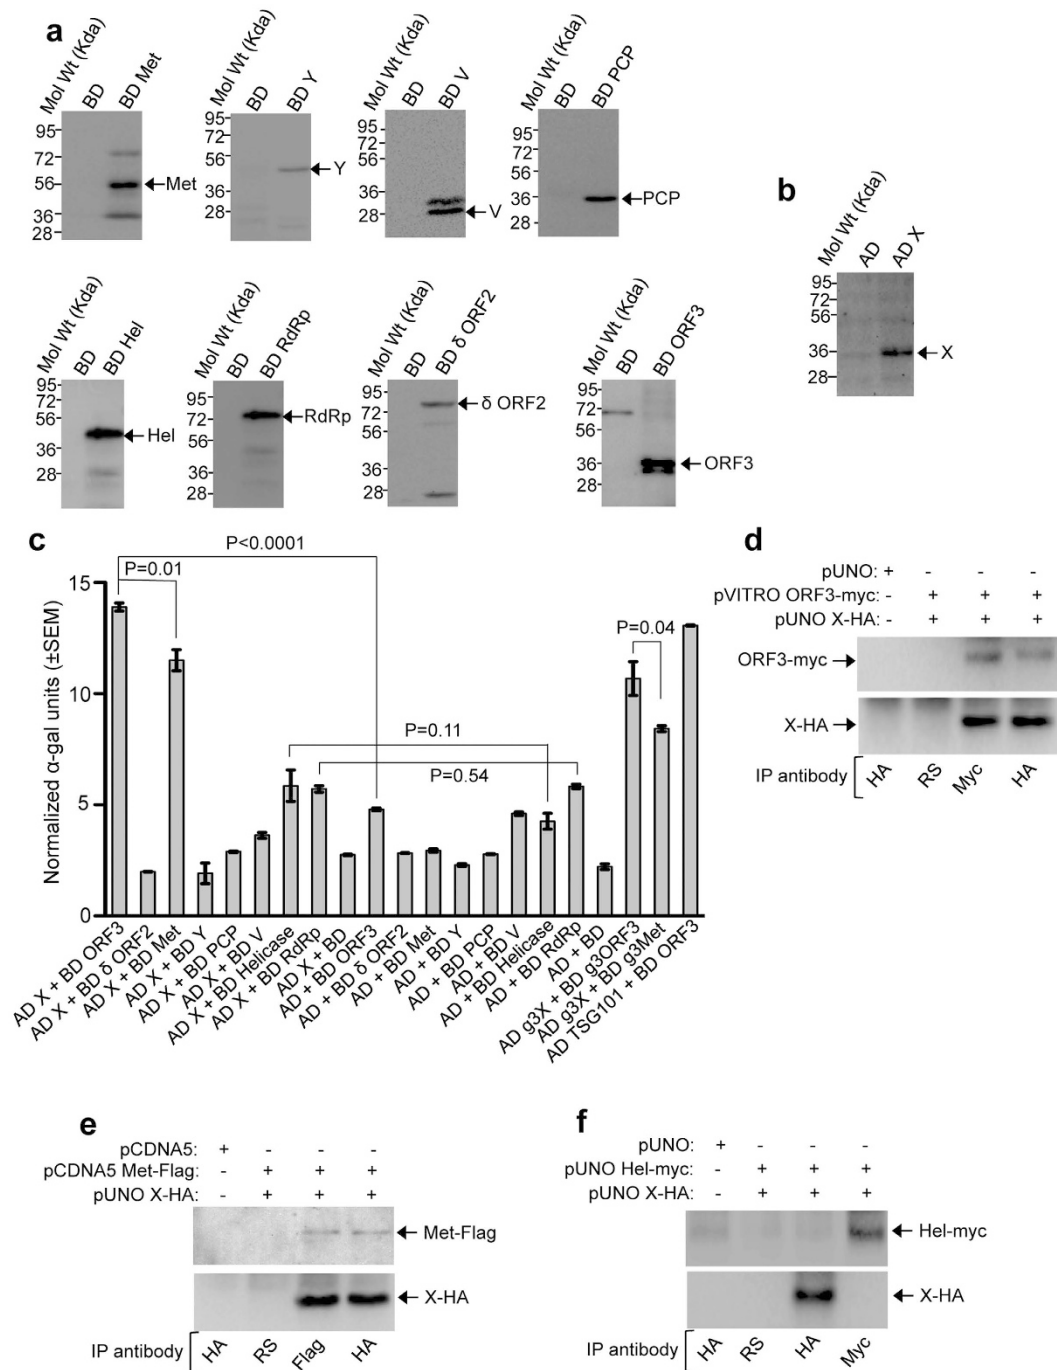 a
Mol Wt (Kda)
BD
BD Met
95
72
56
36
28
Met
Mol Wt (Kda)
BD
BD Y
95
72
56
36
28
Y
Mol Wt (Kda)
BD
BD V
95
72
56
36
28
V
Mol Wt (Kda)
BD
BD PCP
95
72
56
36
28
PCP
b
Mol Wt (Kda)
AD
AD X
95
72
56
36
28
X
Mol Wt (Kda)
BD
BD Hel
95
72
56
36
28
Hel
Mol Wt (Kda)
BD
BD RdRp
95
72
56
36
28
RdRp
Mol Wt (Kda)
BD
BD δ ORF2
95
72
56
36
28
δ ORF2
Mol Wt (Kda)
BD
BD ORF3
95
72
56
36
28
ORF3
c
Normalized α-gal units (±SEM)
15
10
5
0
P<0.0001
P=0.01
P=0.11
P=0.54
P=0.04
AD X + BD ORF3
AD X + BD δ ORF2
AD X + BD Met
AD X + BD Y
AD X + BD PCP
AD X + BD V
AD X + BD Helicase
AD X + BD RdRp
AD X + BD
AD + BD ORF3
AD + BD δ ORF2
AD + BD Met
AD + BD Y
AD + BD PCP
AD + BD V
AD + BD Helicase
AD + BD RdRp
AD + BD
AD g3X + BD g3ORF3
AD g3X + BD g3Met
AD TSG101 + BD ORF3
d
pUNO: + - - -
pVITRO ORF3-myc: - + + +
pUNO X-HA: - + + +
ORF3-myc
X-HA
IP antibody HA RS Myc HA
e
pCDNA5: + - - -
pCDNA5 Met-Flag: - + + +
pUNO X-HA: - + + +
Met-Flag
X-HA
IP antibody HA RS Flag HA
f
pUNO: + - - -
pUNO Hel-myc: - + + +
pUNO X-HA: - + + +
Hel-myc
X-HA
IP antibody HA RS HA Myc